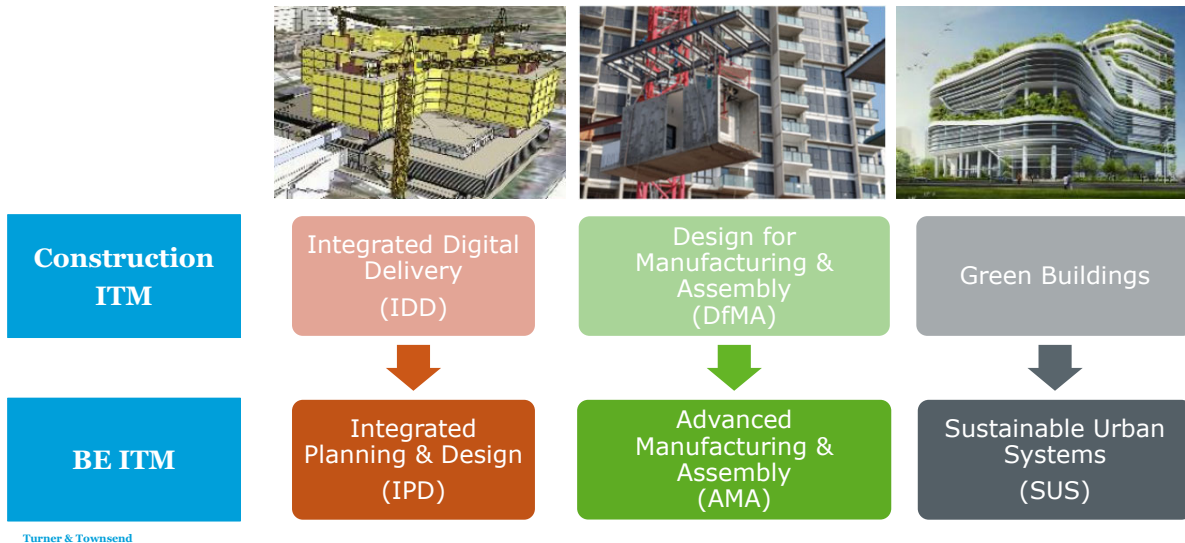 Construction
ITM
Integrated Digital
Delivery
(IDD)
Design for
Manufacturing &
Assembly
(DfMA)
Green Buildings
BE ITM
Integrated
Planning & Design
(IPD)
Advanced
Manufacturing &
Assembly
(AMA)
Sustainable Urban
Systems
(SUS)
Turner & Townsend